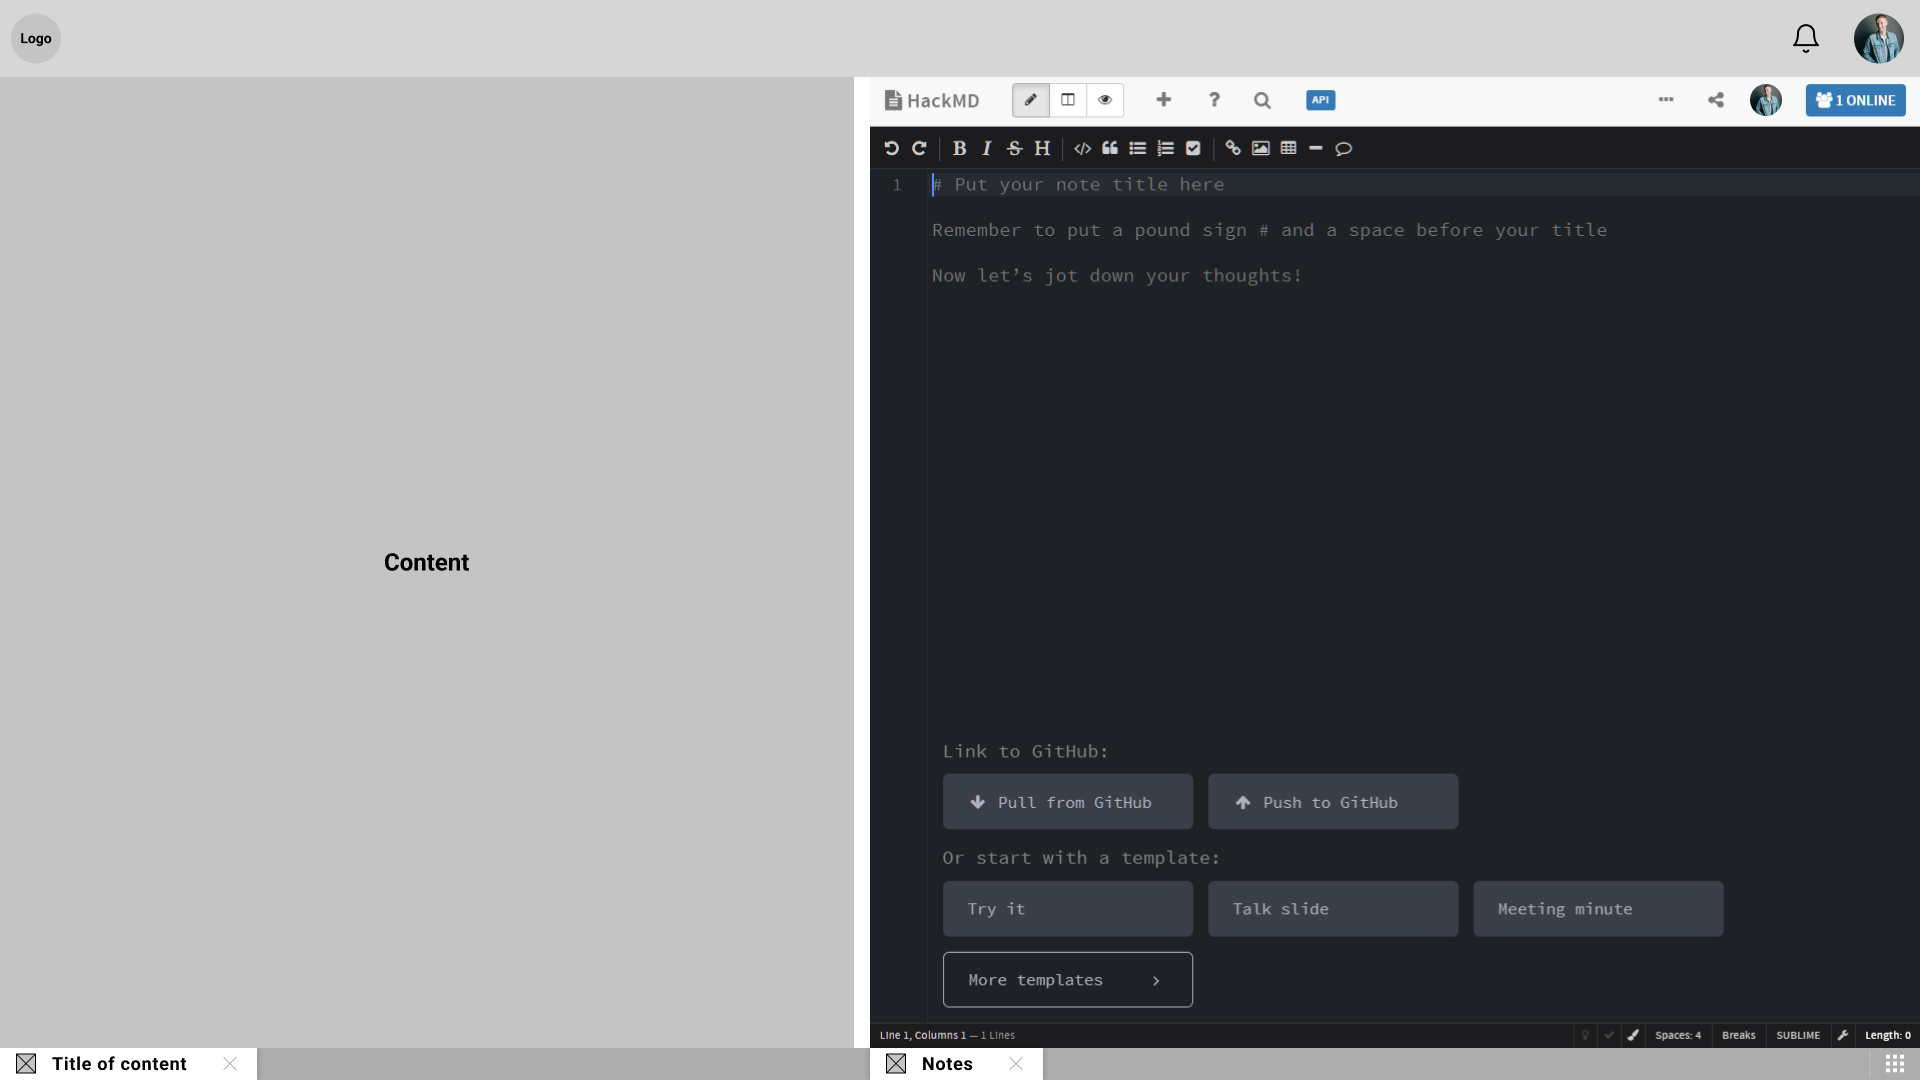 Logo
HackMD
API
1 ONLINE
B I S H
1
# Put your note title here
Remember to put a pound sign # and a space before your title
Now let’s jot down your thoughts!
Content
Link to GitHub:
Pull from GitHub
Push to GitHub
Or start with a template:
Try it
Talk slide
Meeting minute
More templates
Line 1, Columns 1 — 1 Lines
Spaces: 4
Breaks
SUBLIME
Length: 0
Title of content
Notes